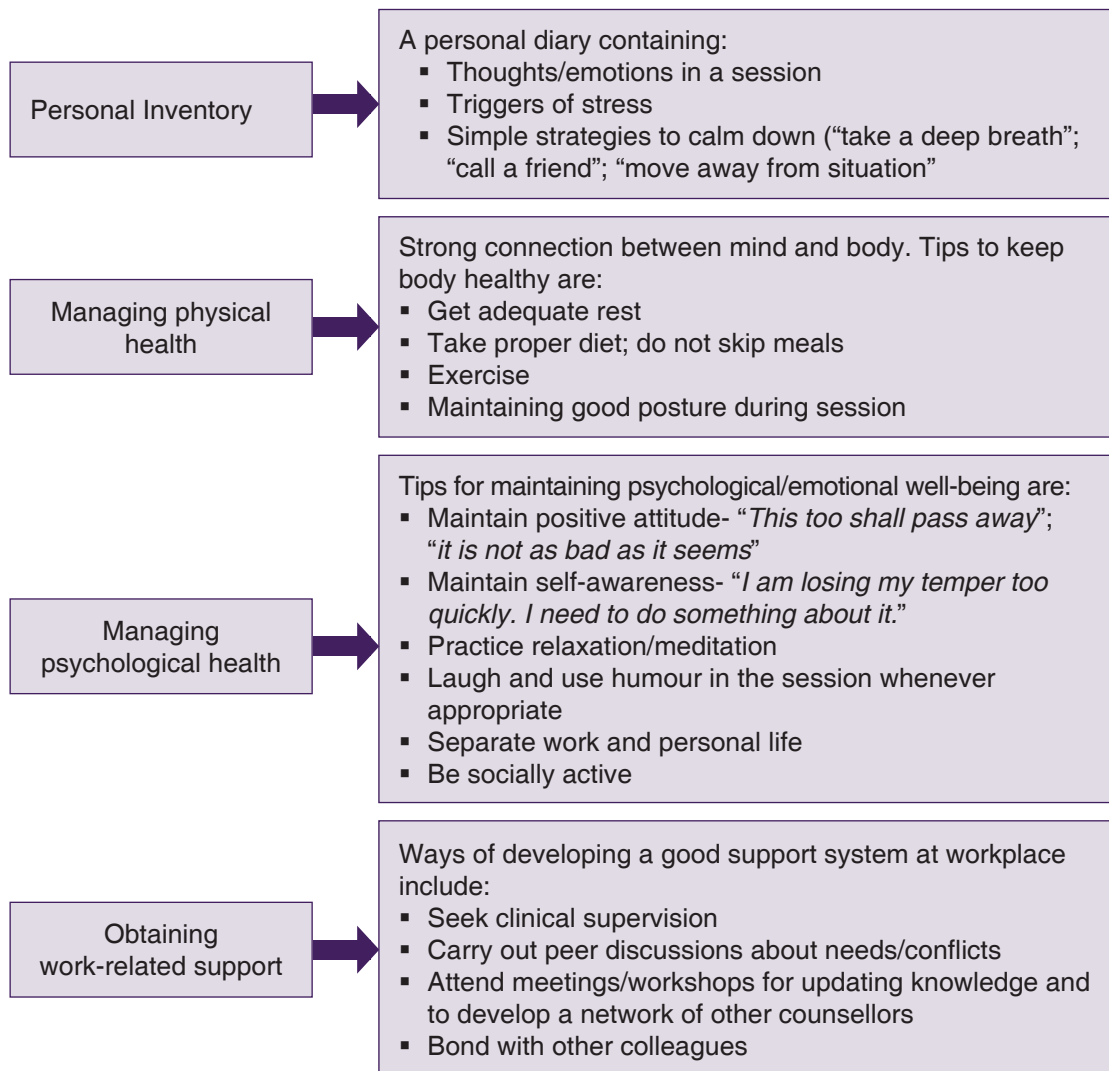 Personal Inventory
A personal diary containing:
▪ Thoughts/emotions in a session
▪ Triggers of stress
▪ Simple strategies to calm down (“take a deep breath”;
“call a friend”; “move away from situation”
Managing physical
health
Strong connection between mind and body. Tips to keep
body healthy are:
▪ Get adequate rest
▪ Take proper diet; do not skip meals
▪ Exercise
▪ Maintaining good posture during session
Managing
psychological health
Tips for maintaining psychological/emotional well-being are:
▪ Maintain positive attitude- “This too shall pass away”;
“it is not as bad as it seems”
▪ Maintain self-awareness- “I am losing my temper too
quickly. I need to do something about it.”
▪ Practice relaxation/meditation
▪ Laugh and use humour in the session whenever
appropriate
▪ Separate work and personal life
▪ Be socially active
Obtaining
work-related support
Ways of developing a good support system at workplace
include:
▪ Seek clinical supervision
▪ Carry out peer discussions about needs/conflicts
▪ Attend meetings/workshops for updating knowledge and
to develop a network of other counsellors
▪ Bond with other colleagues